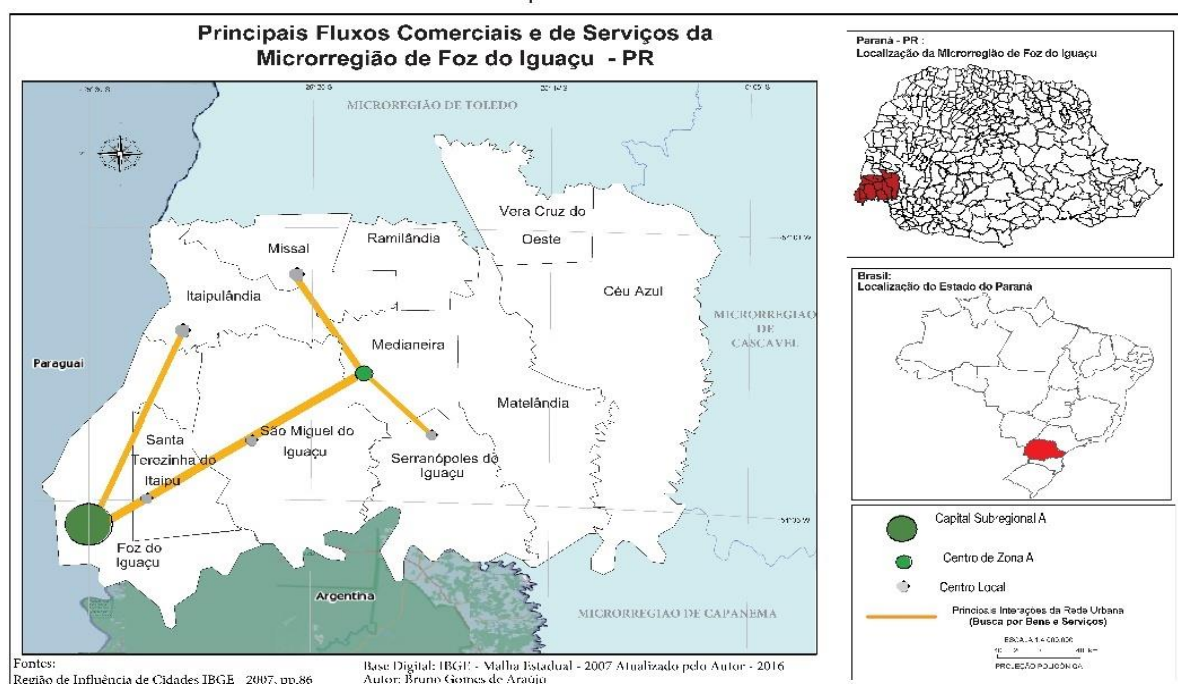 Principais Fluxos Comerciais e de Serviços da
Microrregião de Foz do Iguaçu - PR
MICROREGIÃO DE TOLEDO
Vera Cruz do
Oeste
Ramilândia
Missal
Itaipulândia
Céu Azul
MICRORREGIÃO
DE
CASCAVEL
Paraguai
Medianeira
Matelândia
Santa
Terezinha do
Itaipu
São Miguel do
Iguaçu
Serranópoles do
Iguaçu
Foz do
Iguaçu
Argentina
MICRORREGIÃO DE CAPANEMA
Fontes:
Região de Influência de Cidades IBGE 2007, pp.86
Base Digital: IBGE - Malha Estadual - 2007 Atualizado pelo Autor - 2016
Autor: Bruno Gomes de Araújo
Paraná - PR :
Localização da Microrregião de Foz do Iguaçu
Brasil:
Localização do Estado do Paraná
Capital Subregional A
Centro de Zona A
Centro Local
Principais Interações da Rede Urbana
(Busca por Bens e Serviços)
PROJEÇÃO POLICÔNICA